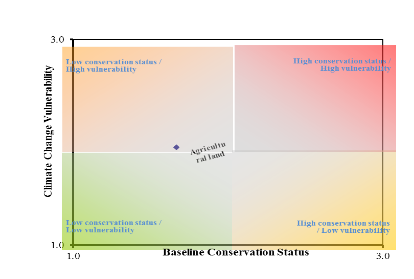 3.0
Low conservation status /
High vulnerability
High conservation status /
High vulnerability
Climate Change Vulnerability
Agricultu
ral land
Low conservation status /
Low vulnerability
High conservation status
/ Low vulnerability
1.0
1.0
Baseline Conservation Status
3.0